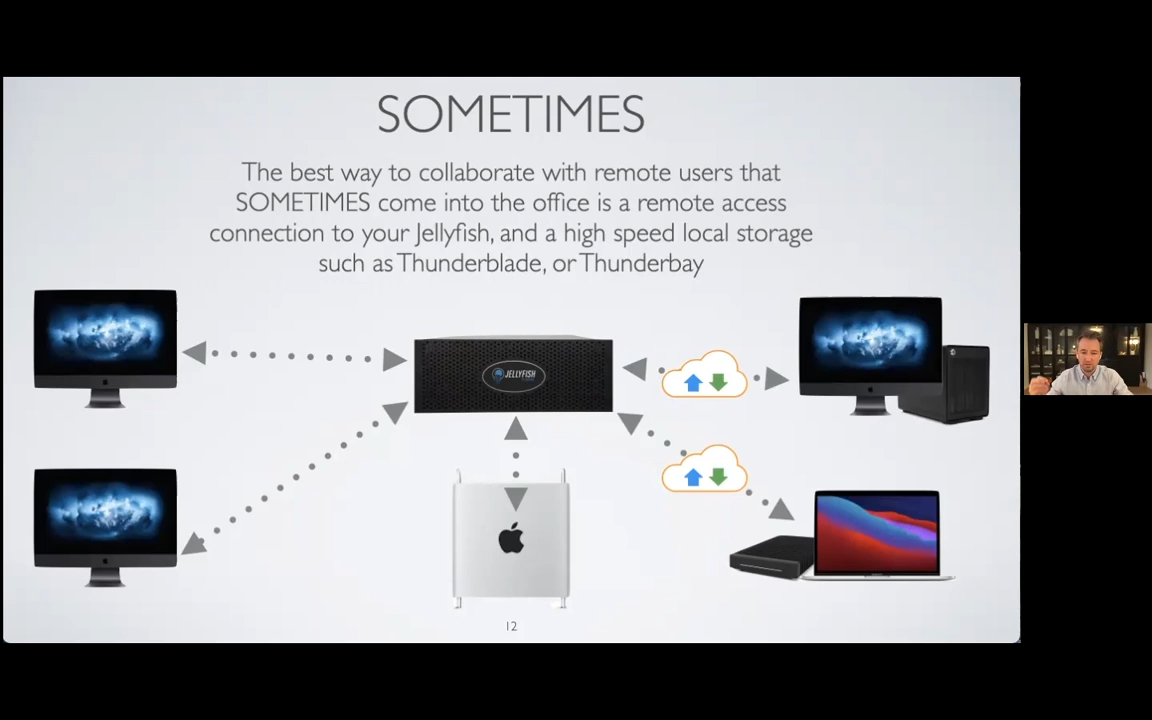 SOMETIMES
The best way to collaborate with remote users that
SOMETIMES come into the office is a remote access
connection to your Jellyfish, and a high speed local storage
such as Thunderblade, or Thunderbay
JELLYFISH
12